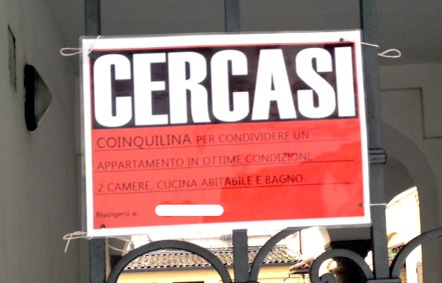 CERCASI
COINQUILINA PER CONDIVIDERE UN
APPARTAMENTO IN OTTIME CONDIZIONI,
2 CAMERE, CUCINA ABITABILE E BAGNO.
Rivolgersi a: